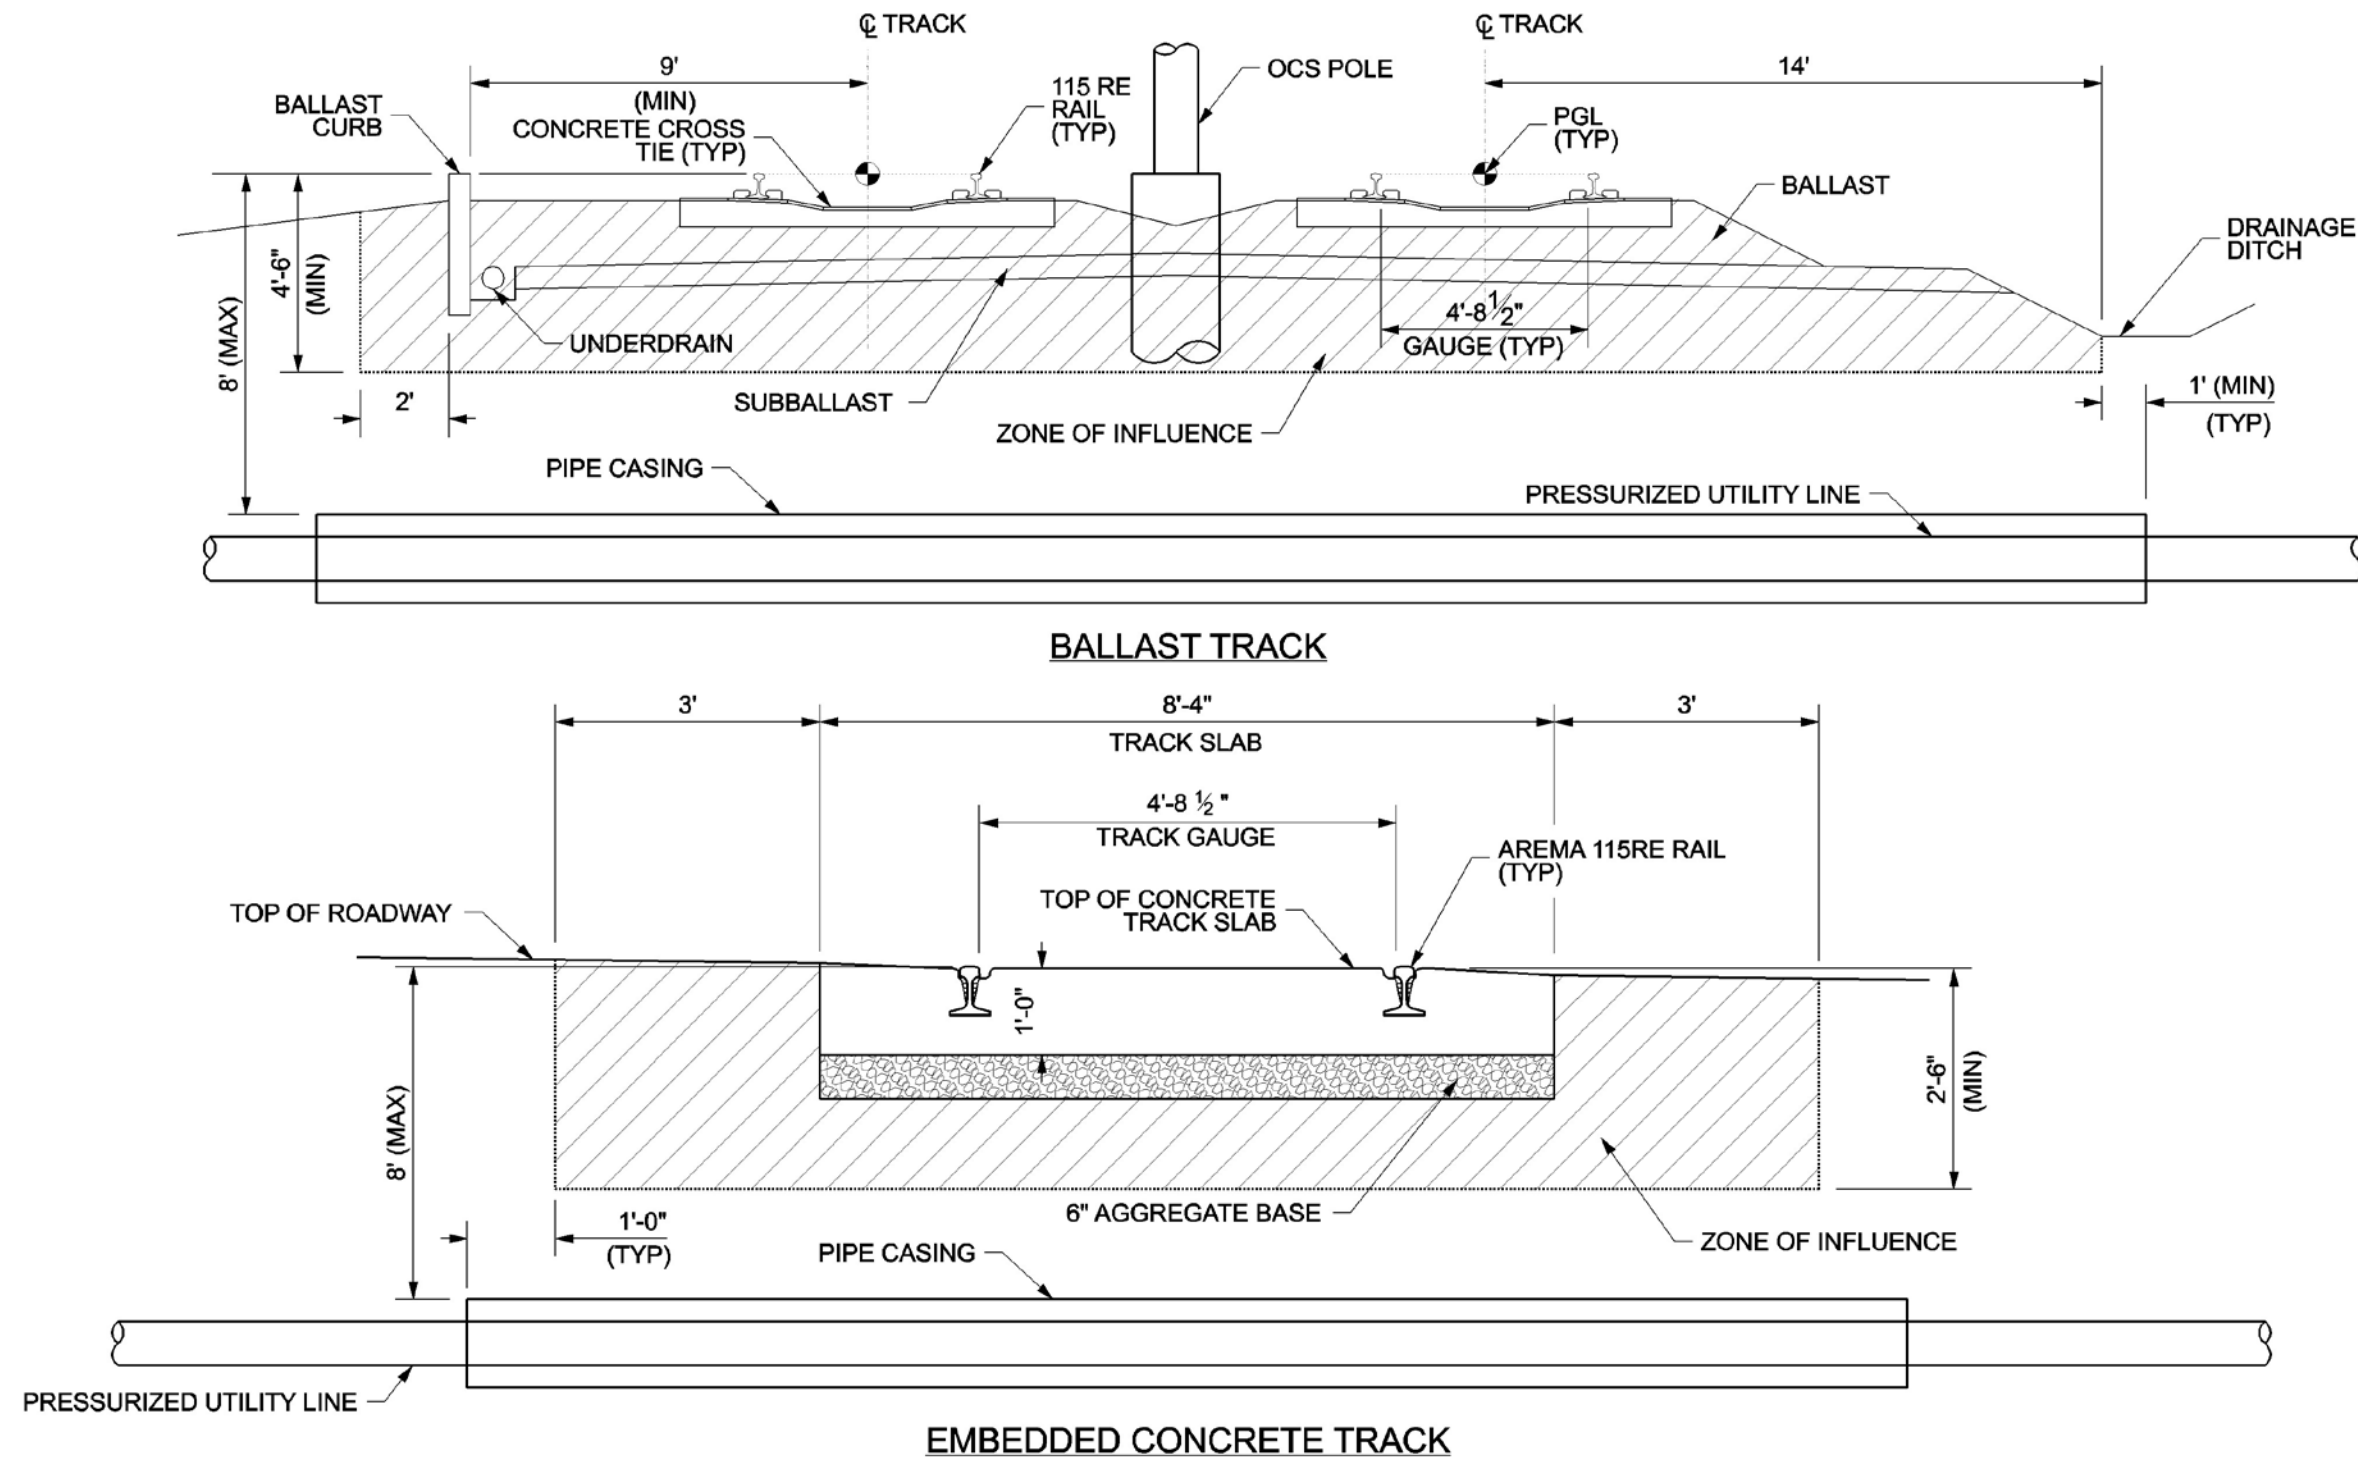 ℄ TRACK
℄ TRACK
9'
(MIN)
14'
OCS POLE
115 RE
RAIL
(TYP)
BALLAST
CURB
CONCRETE CROSS
TIE (TYP)
PGL
(TYP)
BALLAST
DRAINAGE
DITCH
8' (MAX)
4'-6"
(MIN)
4'-8 ½"
GAUGE (TYP)
UNDERDRAIN
2'
SUBBALLAST
ZONE OF INFLUENCE
1' (MIN)
(TYP)
PIPE CASING
PRESSURIZED UTILITY LINE
BALLAST TRACK
3'
8'-4"
3'
TRACK SLAB
4'-8 ½"
TRACK GAUGE
AREMA 115RE RAIL
(TYP)
TOP OF ROADWAY
TOP OF CONCRETE
TRACK SLAB
1'-0"
8' (MAX)
2'-6"
(MIN)
6" AGGREGATE BASE
1'-0"
(TYP)
ZONE OF INFLUENCE
PIPE CASING
PRESSURIZED UTILITY LINE
EMBEDDED CONCRETE TRACK